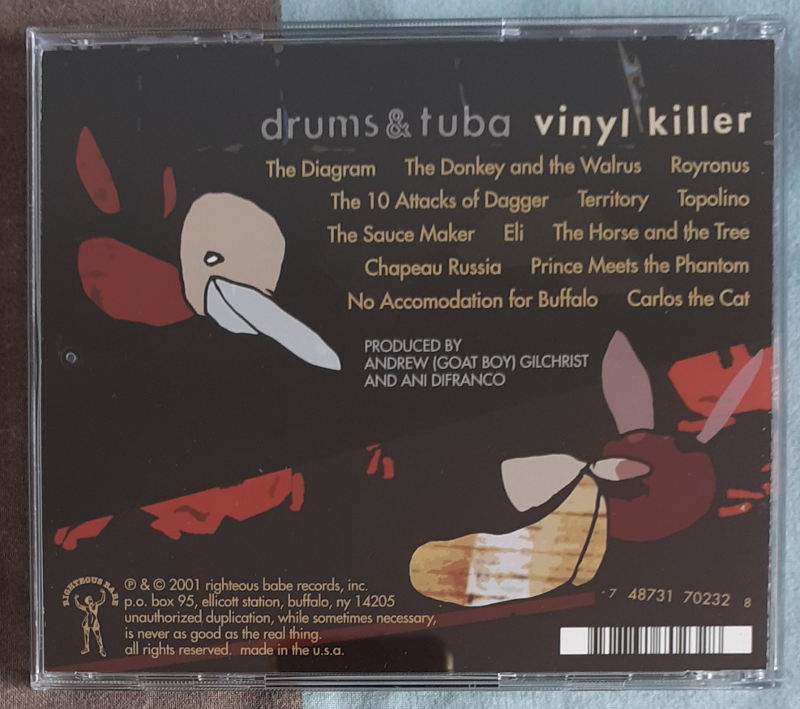 drums & tuba vinyl killer
The Diagram The Donkey and the Walrus Royronus
The 10 Attacks of Dagger Territory Topolino
The Sauce Maker Eli The Horse and the Tree
Chapeau Russia Prince Meets the Phantom
No Accomodation for Buffalo Carlos the Cat
PRODUCED BY
ANDREW (GOAT BOY) GILCHRIST
AND ANI DIFRANCO
RIGHTEOUS BABE
℗ & © 2001 righteous babe records, inc.
p.o. box 95, ellicott station, buffalo, ny 14205
unauthorized duplication, while sometimes necessary,
is never as good as the real thing.
all rights reserved. made in the u.s.a.
7 48731 70232 8